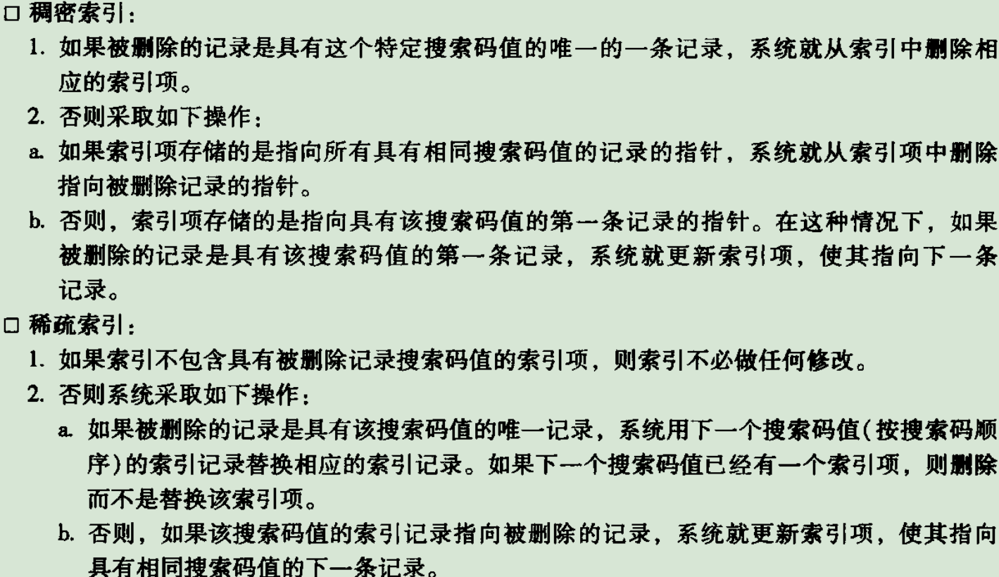 □ 稠密索引：
1. 如果被删除的记录是具有这个特定搜索码值的唯一的一条记录，系统就从索引中删除相
应的索引项。
2. 否则采取如下操作：
a. 如果索引项存储的是指向所有具有相同搜索码值的记录的指针，系统就从索引项中删除
指向被删除记录的指针。
b. 否则，索引项存储的是指向具有该搜索码值的第一条记录的指针。在这种情况下，如果
被删除的记录是具有该搜索码值的第一条记录，系统就更新索引项，使其指向下一条
记录。
□ 稀疏索引：
1. 如果索引不包含具有被删除记录搜索码值的索引项，则索引不必做任何修改。
2. 否则系统采取如下操作：
a. 如果被删除的记录是具有该搜索码值的唯一记录，系统用下一个搜索码值(按搜索码顺
序)的索引记录替换相应的索引记录。如果下一个搜索码值已经有一个索引项，则删除
而不是替换该索引项。
b. 否则，如果该搜索码值的索引记录指向被删除的记录，系统就更新索引项，使其指向
具有相同搜索码值的下一条记录。